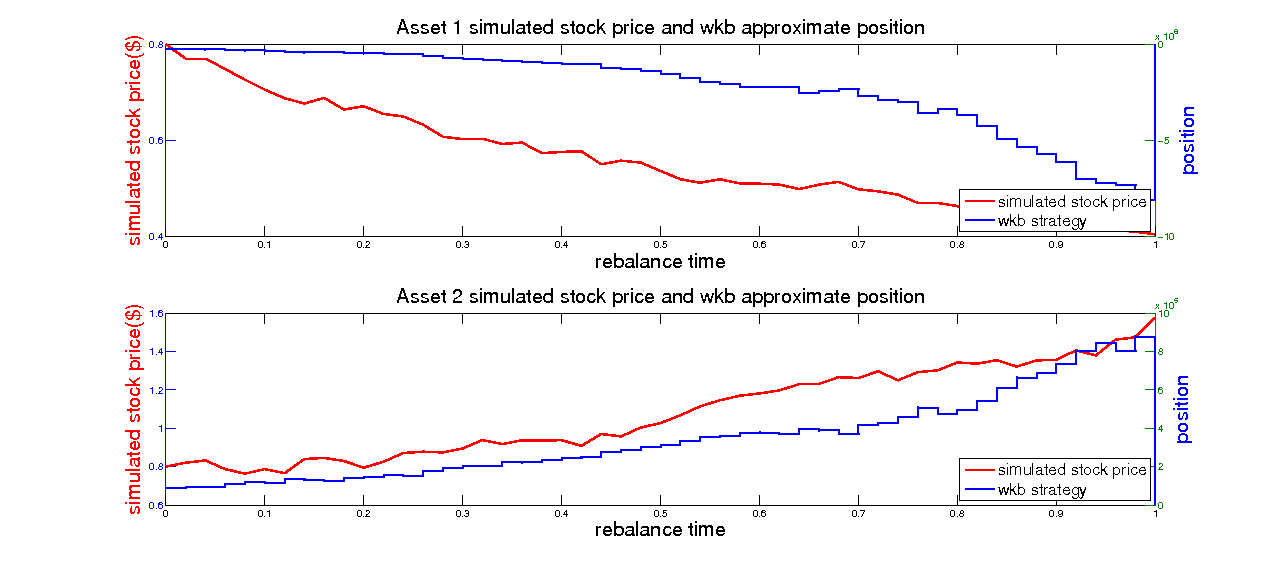 Asset 1 simulated stock price and wkb approximate position
simulated stock price($)
0.8
0.6
0.4
0 0.1 0.2 0.3 0.4 0.5 0.6 0.7 0.8 0.9 1
rebalance time
x 10
0
−5
−10
position
simulated stock price
wkb strategy
Asset 2 simulated stock price and wkb approximate position
simulated stock price($)
1.6
1.4
1.2
1
0.8
0.6
0 0.1 0.2 0.3 0.4 0.5 0.6 0.7 0.8 0.9 1
rebalance time
x 10
10
8
6
4
2
0
position
simulated stock price
wkb strategy